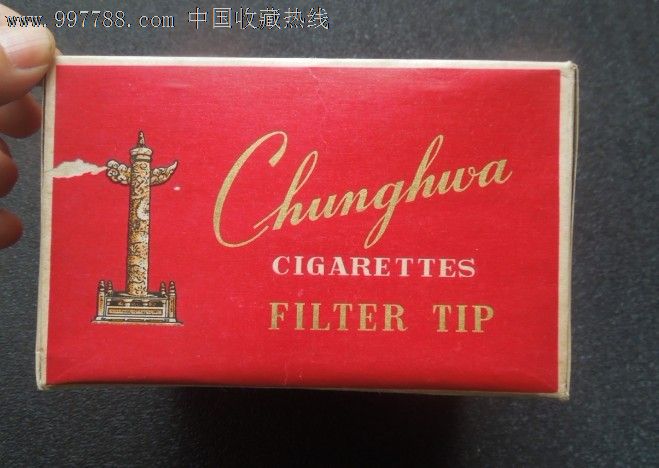 www.997788.com 中国收藏热线
Chunghwa
CIGARETTES
FILTER TIP